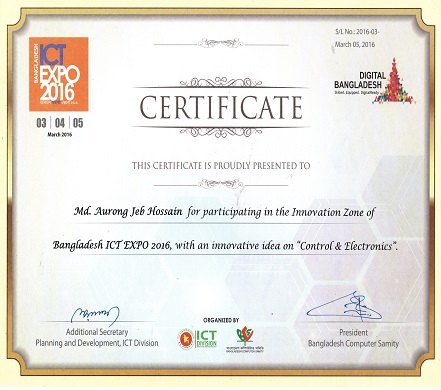 S/L No.: 2016-03-
March 05, 2016
BANGLADESH
ICT
EXPO
2016
03 | 04 | 05
March 2016
DIGITAL
BANGLADESH
CERTIFICATE
THIS CERTIFICATE IS PROUDLY PRESENTED TO
Md. Aurong Jeb Hossain for participating in the Innovation Zone of
Bangladesh ICT EXPO 2016, with an innovative idea on “Control & Electronics”.
Additional Secretary
Planning and Development, ICT Division
ORGANIZED BY
ICT
DIVISION
President
Bangladesh Computer Samity